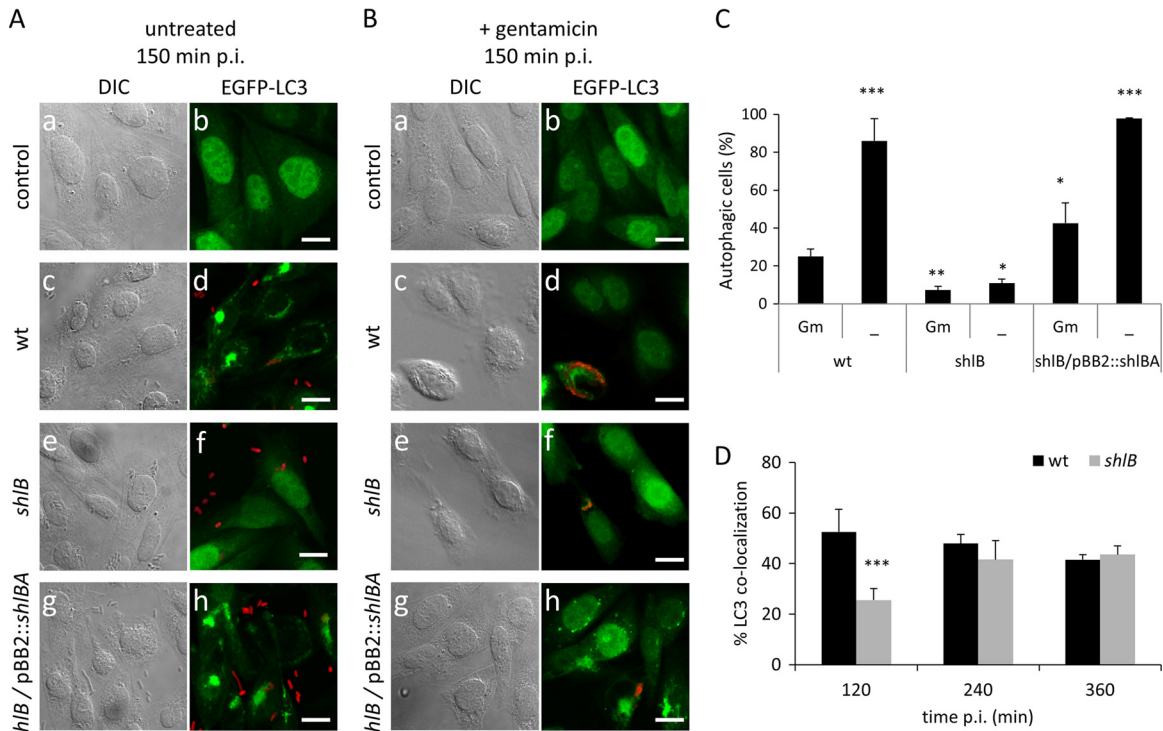 A
untreated
150 min p.i.
DIC EGFP-LC3
control
a b
wt
c d
shlB
e f
hlB / pBB2::shlBA
g h
B
+ gentamicin
150 min p.i.
DIC EGFP-LC3
control
a b
wt
c d
shlB
e f
hlB / pBB2::shlBA
g h
C
Autophagic cells (%)
100
80
60
40
20
0
*** ** * * ***
Gm – Gm – Gm –
wt shlB shlB/pBB2::shlBA
D
wt shlB
% LC3 co-localization
80
60
40
20
0
***
120 240 360
time p.i. (min)